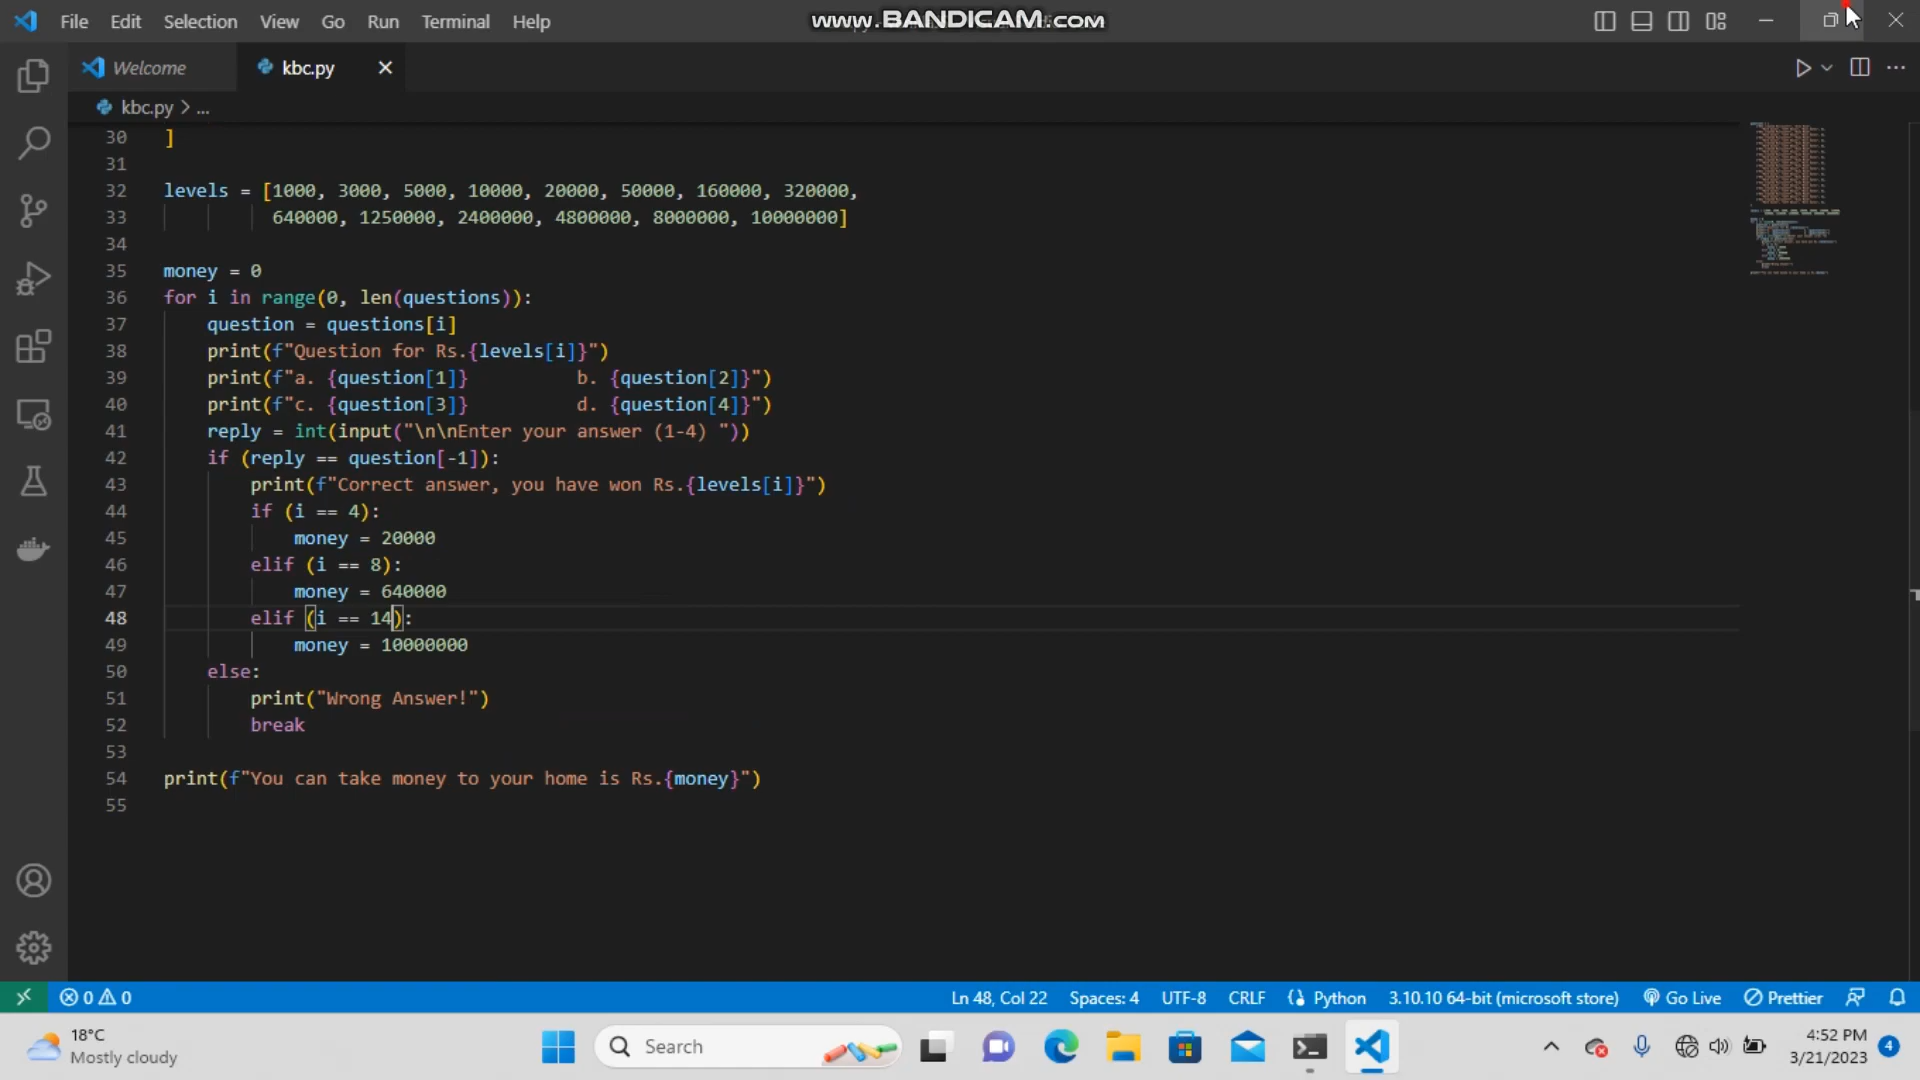 File Edit Selection View Go Run Terminal Help
www.BANDICAM.com
Welcome
kbc.py
kbc.py > ...
30 ]
31
32 levels = [1000, 3000, 5000, 10000, 20000, 50000, 160000, 320000,
33 640000, 1250000, 2400000, 4800000, 8000000, 10000000]
34
35 money = 0
36 for i in range(0, len(questions)):
37 question = questions[i]
38 print(f"Question for Rs.{levels[i]}")
39 print(f"a. {question[1]}          b. {question[2]}")
40 print(f"c. {question[3]}          d. {question[4]}")
41 reply = int(input("\n\nEnter your answer (1-4) "))
42 if (reply == question[-1]):
43 print(f"Correct answer, you have won Rs.{levels[i]}")
44 if (i == 4):
45 money = 20000
46 elif (i == 8):
47 money = 640000
48 elif (i == 14):
49 money = 10000000
50 else:
51 print("Wrong Answer!")
52 break
53
54 print(f"You can take money to your home is Rs.{money}")
55
0 0 Ln 48, Col 22 Spaces: 4 UTF-8 CRLF Python 3.10.10 64-bit (microsoft store) Go Live Prettier
18°C
Mostly cloudy
Search
4:52 PM
3/21/2023
4